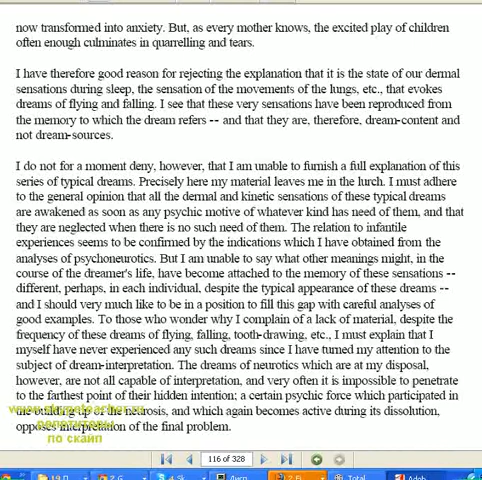 now transformed into anxiety. But, as every mother knows, the excited play of children
often enough culminates in quarrelling and tears.
I have therefore good reason for rejecting the explanation that it is the state of our dermal
sensations during sleep, the sensation of the movements of the lungs, etc., that evokes
dreams of flying and falling. I see that these very sensations have been reproduced from
the memory to which the dream refers -- and that they are, therefore, dream-content and
not dream-sources.
I do not for a moment deny, however, that I am unable to furnish a full explanation of this
series of typical dreams. Precisely here my material leaves me in the lurch. I must adhere
to the general opinion that all the dermal and kinetic sensations of these typical dreams
are awakened as soon as any psychic motive of whatever kind has need of them, and that
they are neglected when there is no such need of them. The relation to infantile
experiences seems to be confirmed by the indications which I have obtained from the
analyses of psychoneurotics. But I am unable to say what other meanings might, in the
course of the dreamer's life, have become attached to the memory of these sensations --
different, perhaps, in each individual, despite the typical appearance of these dreams --
and I should very much like to be in a position to fill this gap with careful analyses of
good examples. To those who wonder why I complain of a lack of material, despite the
frequency of these dreams of flying, falling, tooth-drawing, etc., I must explain that I
myself have never experienced any such dreams since I have turned my attention to the
subject of dream-interpretation. The dreams of neurotics which are at my disposal,
however, are not all capable of interpretation, and very often it is impossible to penetrate
to the farthest point of their hidden intention; a certain psychic force which participated in
the building up of the neurosis, and which again becomes active during its dissolution,
opposes interpretation of the final problem.
репетиторы
по скайп
116 of 328
Total
Adob